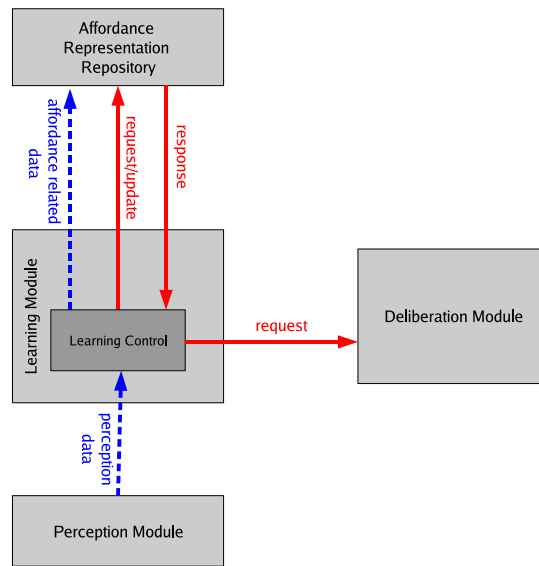 Affordance
Representation
Repository
affordance related
data
request/update
response
Learning Module
Learning Control
request
Deliberation Module
perception
data
Perception Module